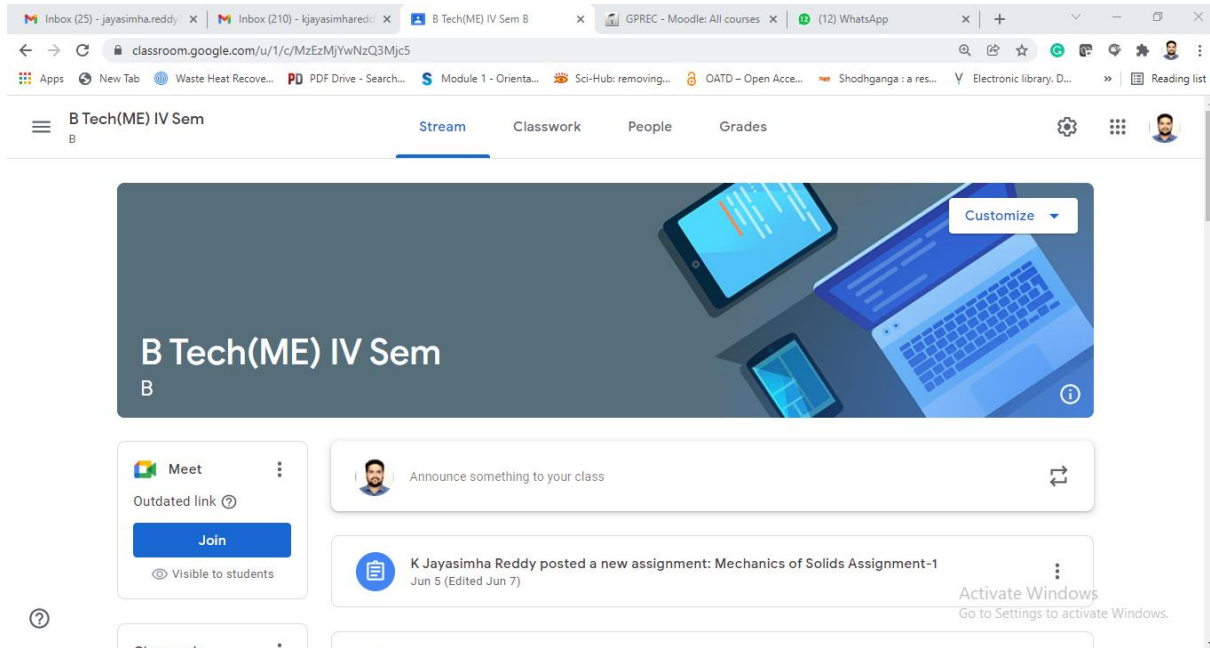 Inbox (25) - jayasimha.reddy
Inbox (210) - kjayasimharedd
B Tech(ME) IV Sem B
GPREC - Moodle: All courses
(12) WhatsApp
classroom.google.com/u/1/c/MzEzMjYwNzQ3Mjc5
Apps New Tab Waste Heat Recove... PDF Drive - Search... Module 1 - Orienta... Sci-Hub: removing... OATD – Open Acce... Shodhganga : a res... Electronic library. D... » Reading list
B Tech(ME) IV Sem
B
Stream Classwork People Grades
Customize
B Tech(ME) IV Sem
B
Meet
Outdated link
Join
Visible to students
Announce something to your class
K Jayasimha Reddy posted a new assignment: Mechanics of Solids Assignment-1
Jun 5 (Edited Jun 7)
Activate Windows
Go to Settings to activate Windows.